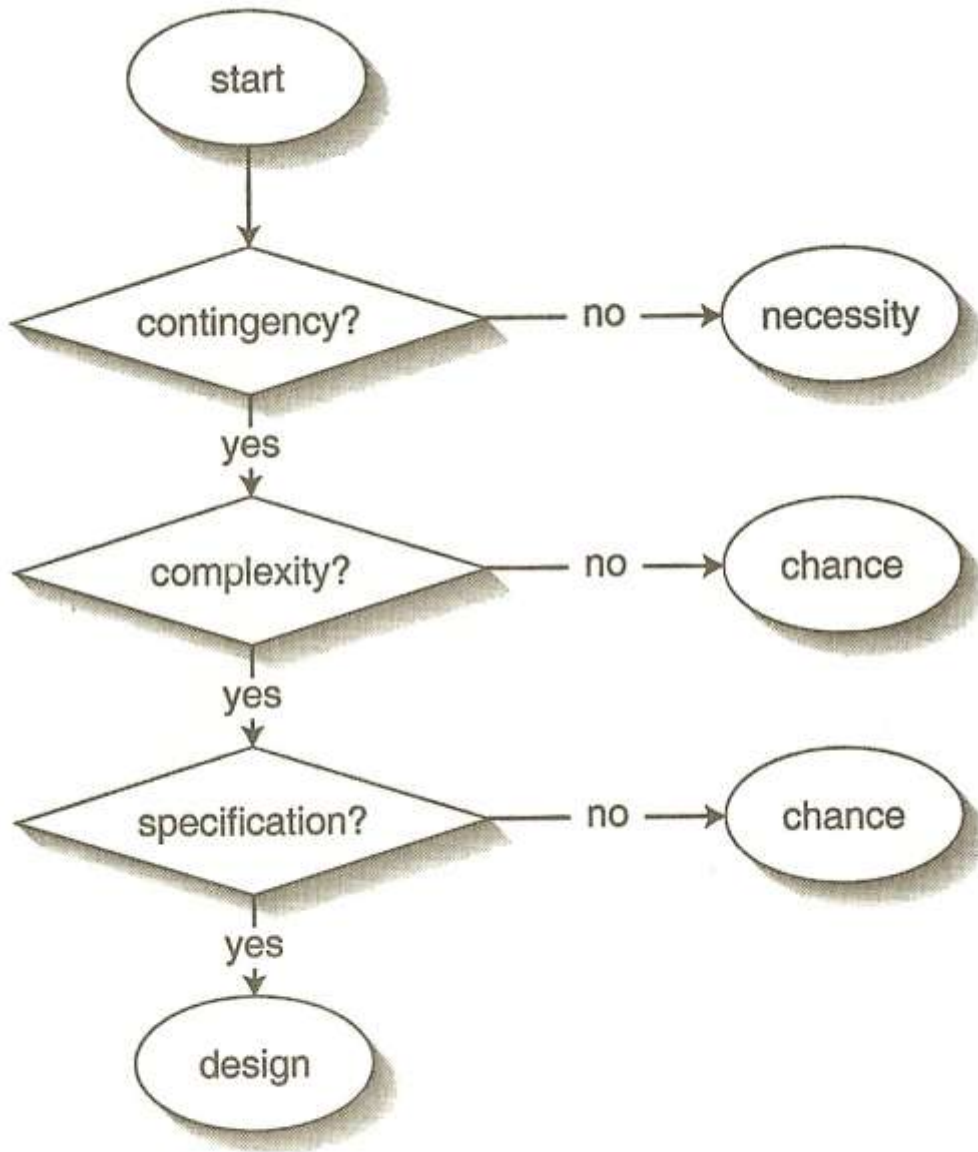 start
contingency?
no
necessity
yes
complexity?
no
chance
yes
specification?
no
chance
yes
design